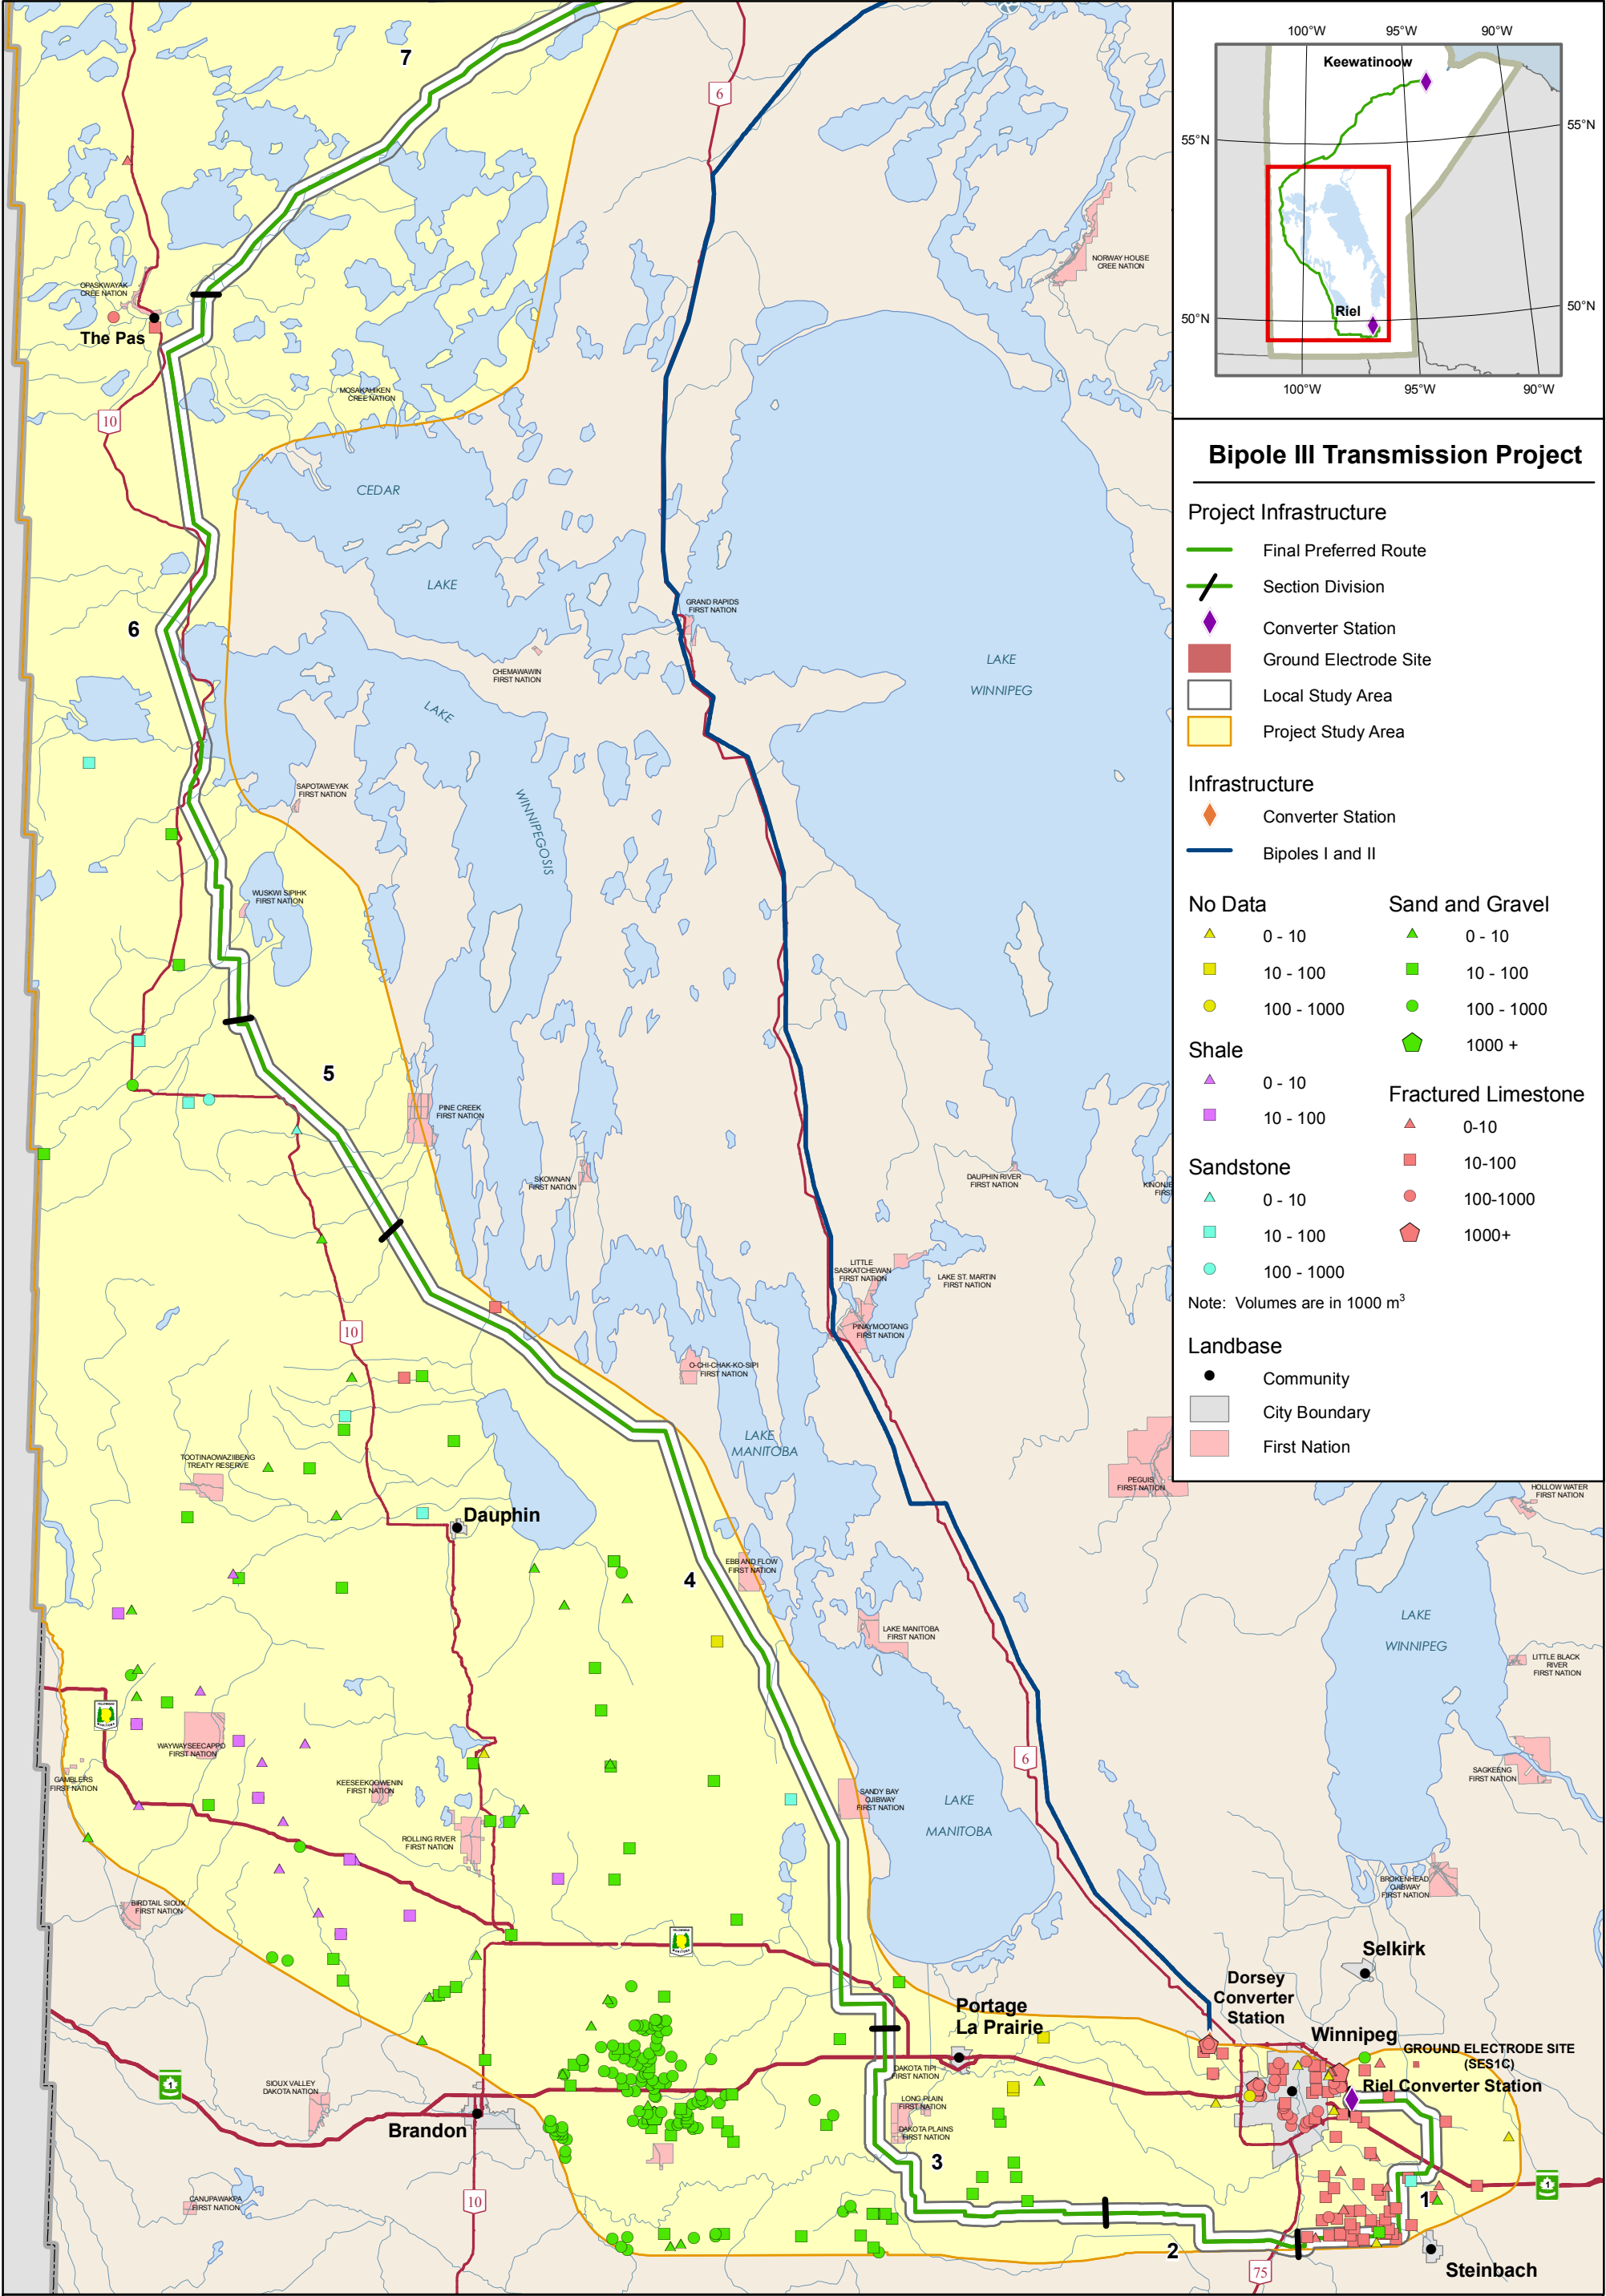 7
6
NORWAY HOUSE
CREE NATION
OPASKWAYAK
CREE NATION
The Pas
MOSAKAHIKEN
CREE NATION
10
CEDAR
LAKE
GRAND RAPIDS
FIRST NATION
6
CHEMAWAWIN
FIRST NATION
LAKE
WINNIPEG
LAKE
WINNIPEGOSIS
SAPOTAWEYAK
FIRST NATION
WUSKWI SIPIHK
FIRST NATION
5
PINE CREEK
FIRST NATION
SKOWNAN
FIRST NATION
DAUPHIN RIVER
FIRST NATION
KINONJE
FIRS
LITTLE
SASKATCHEWAN
FIRST NATION
LAKE ST. MARTIN
FIRST NATION
PINAYMOOTANG
FIRST NATION
10
O-CHI-CHAK-KO-SIPI
FIRST NATION
LAKE
MANITOBA
TOOTINAOWAZIIBENG
TREATY RESERVE
PEGUIS
FIRST NATION
HOLLOW WATER
FIRST NATION
Dauphin
EBB AND FLOW
FIRST NATION
4
LAKE MANITOBA
FIRST NATION
LAKE
WINNIPEG
LITTLE BLACK
RIVER
FIRST NATION
WAYWAYSEECAPPO
FIRST NATION
6
GAMBLERS
FIRST NATION
KEESEEKOOWENIN
FIRST NATION
SANDY BAY
OJIBWAY
FIRST NATION
LAKE
MANITOBA
SAGKEENG
FIRST NATION
ROLLING RIVER
FIRST NATION
BIRDTAIL SIOUX
FIRST NATION
BROKENHEAD
OJIBWAY
FIRST NATION
Selkirk
Dorsey
Converter
Station
Portage
La Prairie
Winnipeg
GROUND ELECTRODE SITE
(SES1C)
Riel Converter Station
DAKOTA TIPI
FIRST NATION
1
SIOUX VALLEY
DAKOTA NATION
LONG PLAIN
FIRST NATION
Brandon
DAKOTA PLAINS
FIRST NATION
3
CANUPAWAKPA
FIRST NATION
10
1
1
2
75
Steinbach
100°W
95°W
90°W
Keewatinoow
55°N
55°N
50°N
50°N
Riel
100°W
95°W
90°W
Bipole III Transmission Project
Project Infrastructure
Final Preferred Route
Section Division
Converter Station
Ground Electrode Site
Local Study Area
Project Study Area
Infrastructure
Converter Station
Bipoles I and II
No Data
0 - 10
10 - 100
100 - 1000
Shale
0 - 10
10 - 100
Sandstone
0 - 10
10 - 100
100 - 1000
Sand and Gravel
0 - 10
10 - 100
100 - 1000
1000 +
Fractured Limestone
0-10
10-100
100-1000
1000+
Note: Volumes are in 1000 m³
Landbase
Community
City Boundary
First Nation